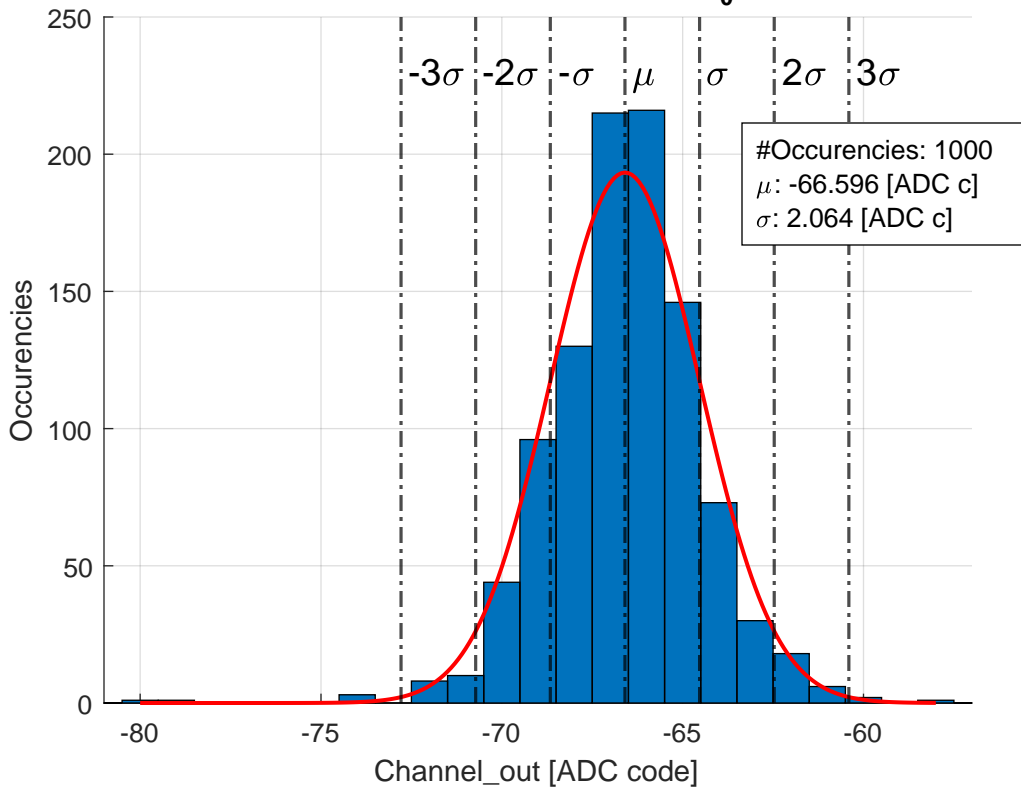 0
250
200
150
100
50
0
-3σ -2σ -σ μ σ 2σ 3σ
#Occurencies: 1000
μ: -66.596 [ADC c]
σ: 2.064 [ADC c]
Occurencies
-80 -75 -70 -65 -60
Channel_out [ADC code]